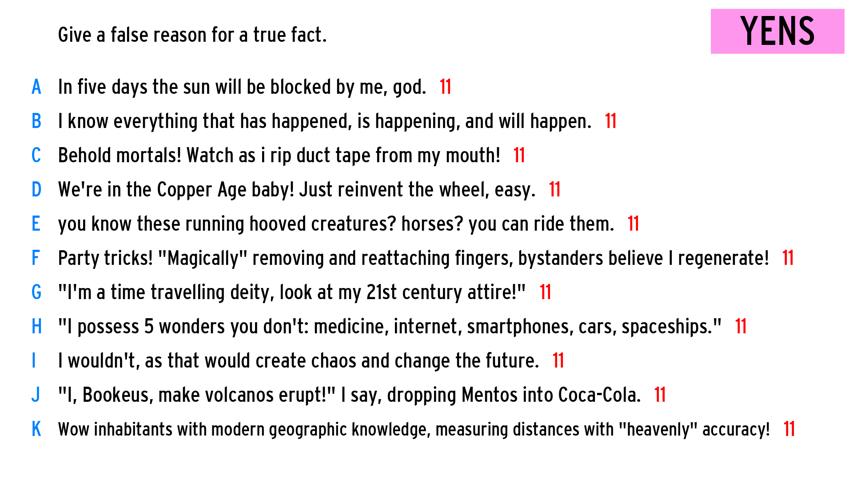 Give a false reason for a true fact.
YENS
A In five days the sun will be blocked by me, god. 11
B I know everything that has happened, is happening, and will happen. 11
C Behold mortals! Watch as i rip duct tape from my mouth! 11
D We're in the Copper Age baby! Just reinvent the wheel, easy. 11
E you know these running hooved creatures? horses? you can ride them. 11
F Party tricks! "Magically" removing and reattaching fingers, bystanders believe I regenerate! 11
G "I'm a time travelling deity, look at my 21st century attire!" 11
H "I possess 5 wonders you don't: medicine, internet, smartphones, cars, spaceships." 11
I I wouldn't, as that would create chaos and change the future. 11
J "I, Bookeus, make volcanos erupt!" I say, dropping Mentos into Coca-Cola. 11
K Wow inhabitants with modern geographic knowledge, measuring distances with "heavenly" accuracy! 11